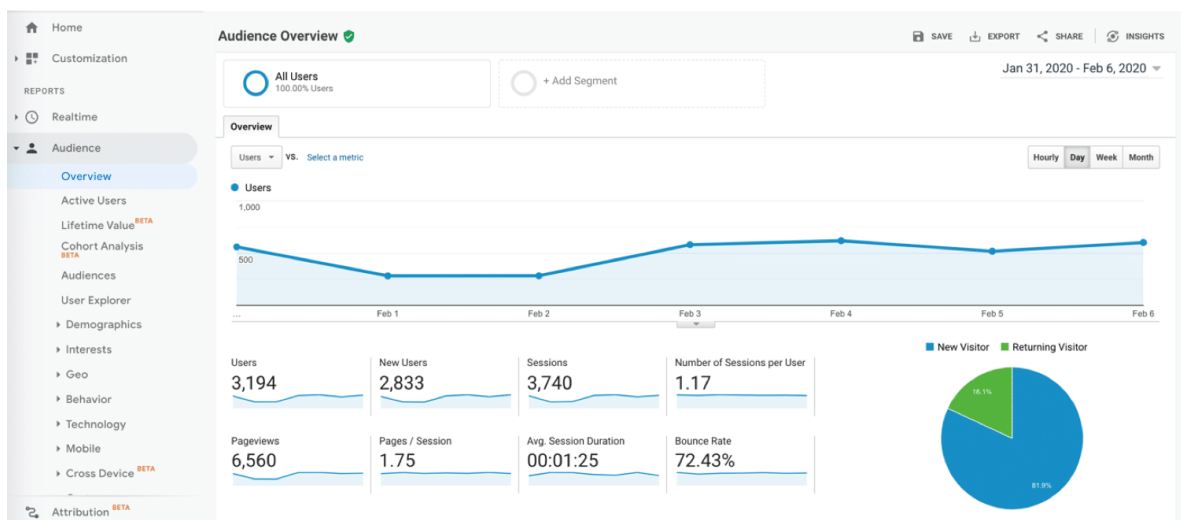 Home
Customization
REPORTS
Realtime
Audience
Overview
Active Users
Lifetime Value BETA
Cohort Analysis
BETA
Audiences
User Explorer
Demographics
Interests
Geo
Behavior
Technology
Mobile
Cross Device BETA
Attribution BETA
Audience Overview
SAVE
EXPORT
SHARE
INSIGHTS
All Users
100.00% Users
+ Add Segment
Jan 31, 2020 - Feb 6, 2020
Overview
Users
VS.
Select a metric
Hourly
Day
Week
Month
Users
1,000
500
...
Feb 1
Feb 2
Feb 3
Feb 4
Feb 5
Feb 6
Users
3,194
New Users
2,833
Sessions
3,740
Number of Sessions per User
1.17
Pageviews
6,560
Pages / Session
1.75
Avg. Session Duration
00:01:25
Bounce Rate
72.43%
New Visitor
Returning Visitor
81.9%